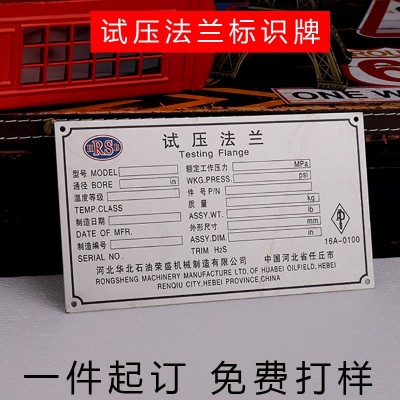 试压法兰标识牌
ONE WAY
RS
试压法兰
Testing Flange
型号 MODEL
额定工作压力 MPa
通径 BORE in
WKG.PRESS. psi
温度等级
件 号 P/N
TEMP.CLASS
质 量 kg
制造日期
ASSY.WT. lb
DATE OF MFR.
外形尺寸 mm
制造编号
ASSY.DIM. in
SERIAL NO.
TRIM H2S
16A-0100
河北华北石油荣盛机械制造有限公司 中国河北省任丘市
RONGSHENG MACHINERY MANUFACTURE LTD.OF HUABEI OILFIELD,HEBEI
RENQIU CITY,HEBEI PROVINCE,CHINA
一件起订 免费打样